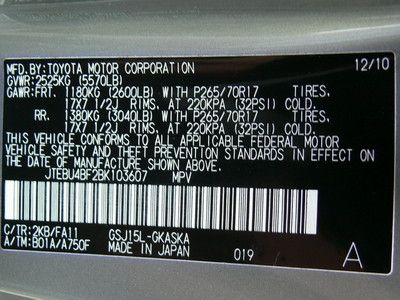 MFD. BY: TOYOTA MOTOR CORPORATION 12/10
GVWR: 2525KG (5570LB)
GAWR: FRT. 1180KG (2600LB) WITH P265/70R17 TIRES,
17X7 1/2J RIMS, AT 220KPA (32PSI) COLD
RR. 1380KG (3040LB) WITH P265/70R17 TIRES,
17X7 1/2J RIMS, AT 220KPA (32PSI) COLD
THIS VEHICLE CONFORMS TO ALL APPLICABLE FEDERAL MOTOR
VEHICLE SAFETY AND THEFT PREVENTION STANDARDS IN EFFECT
ON THE DATE OF MANUFACTURE SHOWN ABOVE.
JTEBU4BF2BK103607 MPV
C/TR: 2KB/FA11 GSJ15L-GKASKA
A/TM: B01A/A750F MADE IN JAPAN 019 A